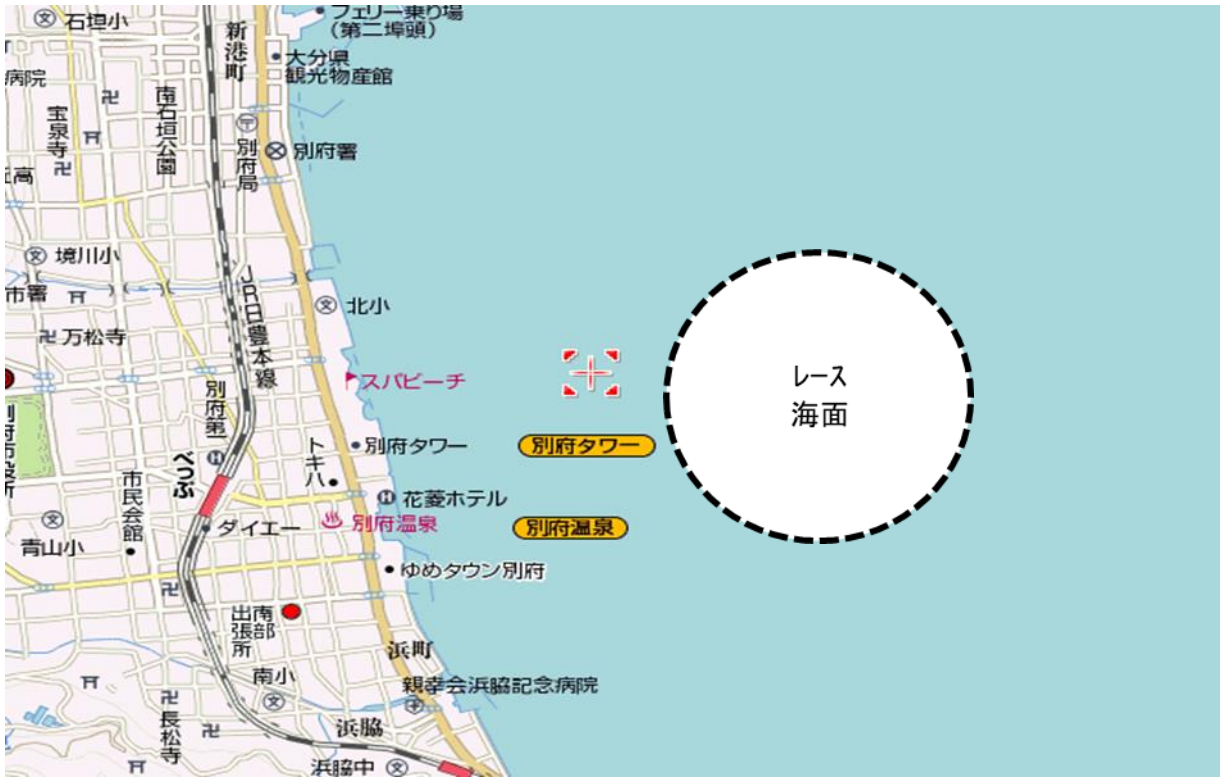 石垣小
フェリー乗り場
(第二埠頭)
新港町
大分県
観光物産館
病院
南石垣公園
宝泉寺
別府局
別府署
高
境川小
市署
JR日豊本線
北小
万松寺
レース
海面
スパビーチ
別府第一
別府市役所
トキハ
別府タワー
別府タワー
べっぷ
市民会館
花菱ホテル
ダイエー
別府温泉
別府温泉
青山小
ゆめタウン別府
南部
出張所
浜町
南小
親幸会浜脇記念病院
長松寺
浜脇
浜脇中